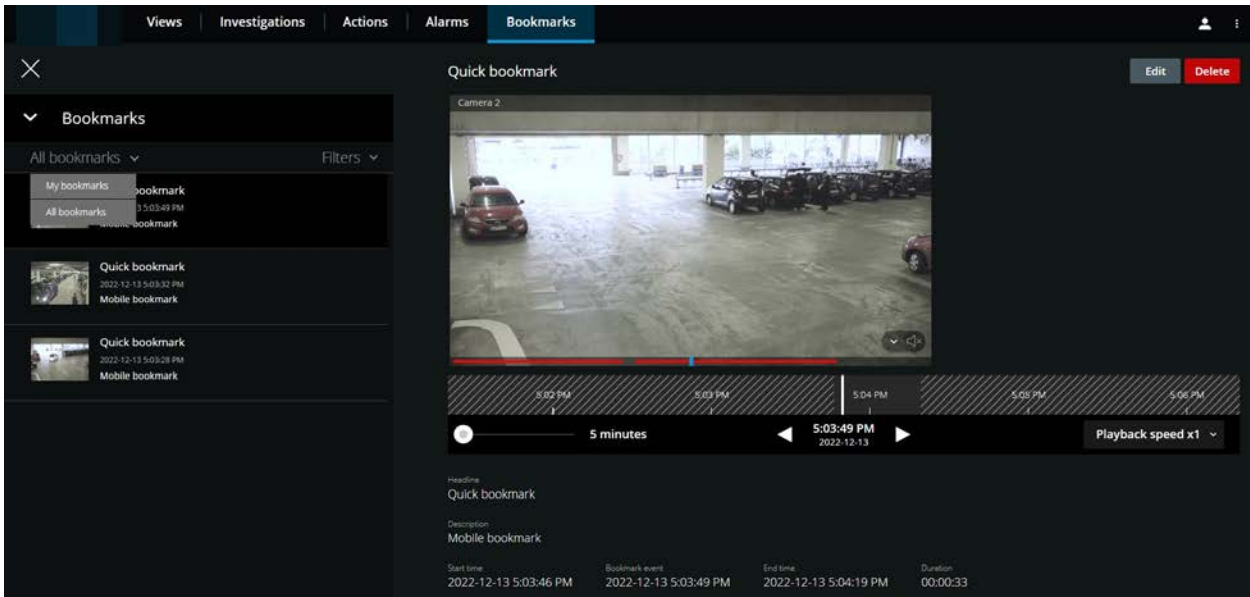 Views
Investigations
Actions
Alarms
Bookmarks
Quick bookmark
Edit
Delete
Bookmarks
All bookmarks
Filters
My bookmarks
All bookmarks
bookmark
5:03:49 PM
Mobile bookmark
Quick bookmark
2022-12-13 5:03:32 PM
Mobile bookmark
Quick bookmark
2022-12-13 5:03:28 PM
Mobile bookmark
Camera 2
5:02 PM
5:03 PM
5:04 PM
5:05 PM
5:06 PM
5 minutes
5:03:49 PM
2022-12-13
Playback speed x1
Headline
Quick bookmark
Description
Mobile bookmark
Start time
2022-12-13 5:03:46 PM
Bookmark event
2022-12-13 5:03:49 PM
End time
2022-12-13 5:04:19 PM
Duration
00:00:33